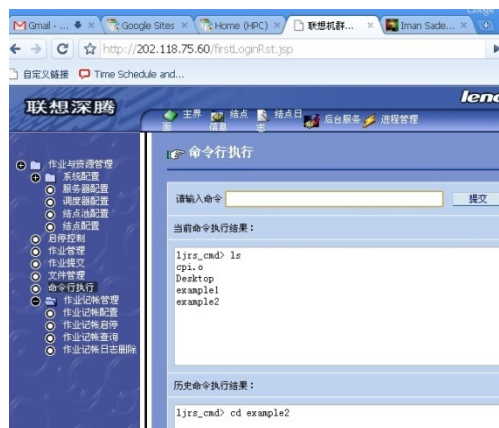 Gmail - ...
Google Sites
Home (HPC)
联想机群...
Iman Sade...
http://202.118.75.60/firstLoginRst.jsp
自定义链接 Time Schedule and...
联想深腾
主界面 结点信息 结点日志 后台服务 进程管理
命令行执行
作业与资源管理
系统配置
服务器配置
调度器配置
结点池配置
结点配置
启停控制
作业管理
作业提交
文件管理
命令行执行
作业记帐管理
作业记帐配置
作业记帐启停
作业记帐查询
作业记帐日志删除
请输入命令 提交
当前命令执行结果：
ljrs_cmd> ls
cpi.o
Desktop
example1
example2
历史命令执行结果：
ljrs_cmd> cd example2